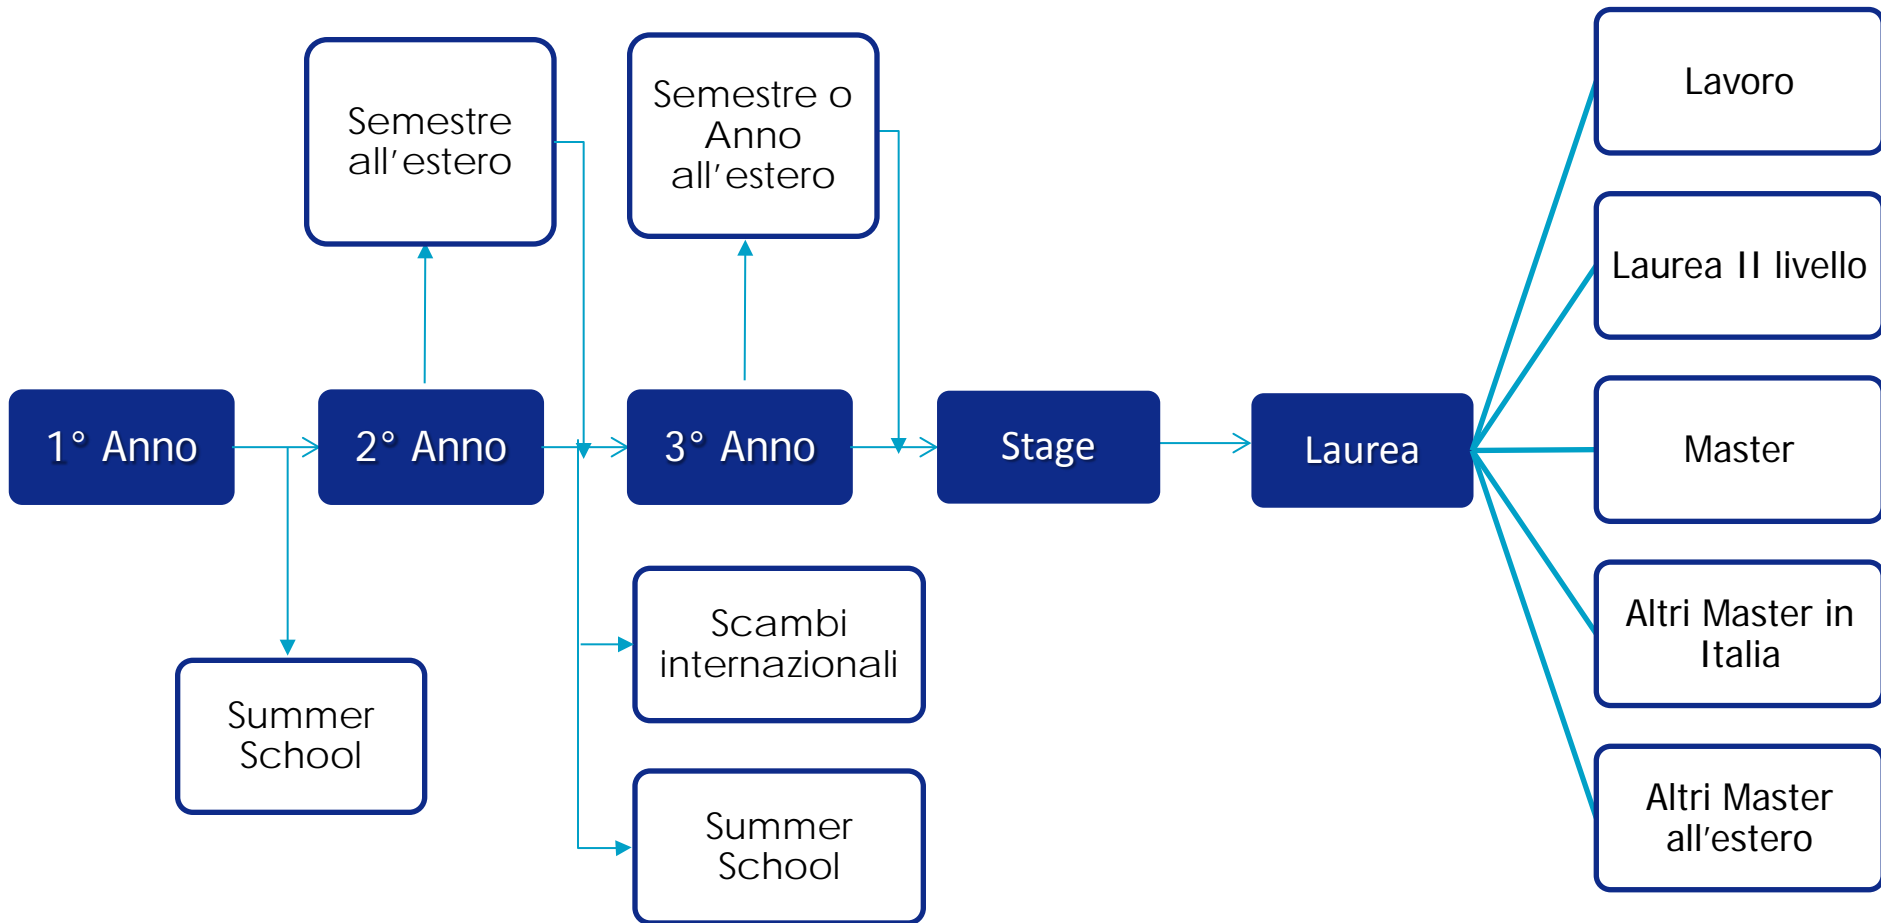 Semestre
all’estero
Semestre o
Anno
all’estero
Lavoro
Laurea II livello
1° Anno
2° Anno
3° Anno
Stage
Laurea
Master
Summer
School
Scambi
internazionali
Summer
School
Altri Master in
Italia
Altri Master
all'estero